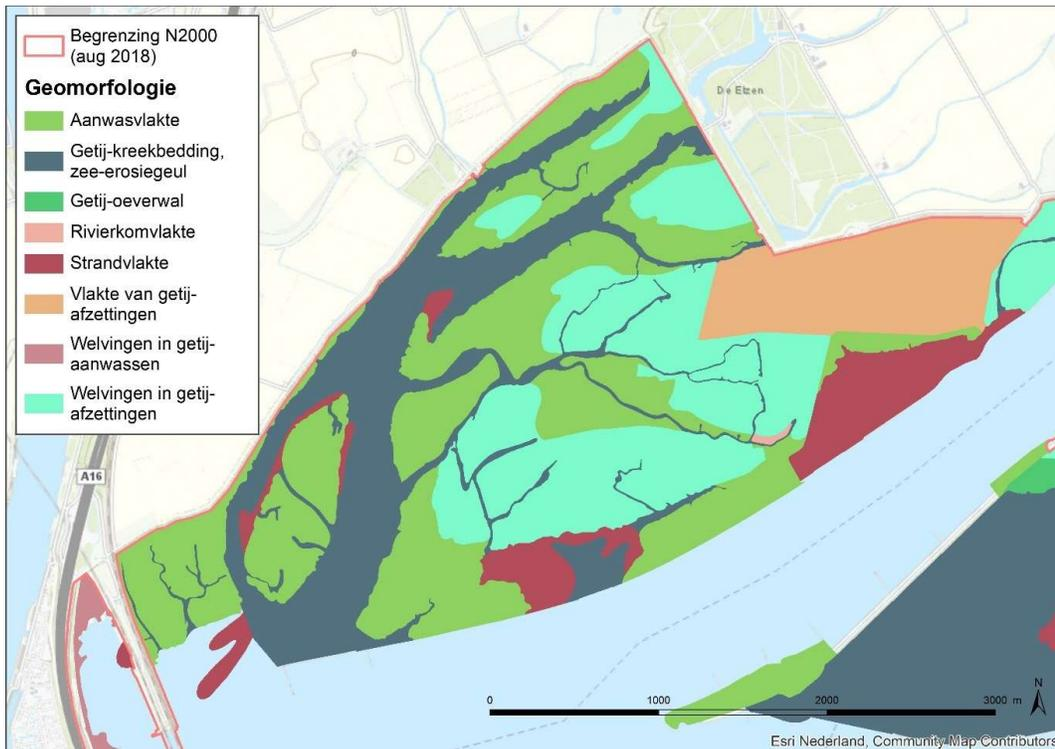 Begrenzing N2000
(aug 2018)
Geomorfologie
Aanwasvlakte
Getij-kreekbedding,
zee-erosiegeul
Getij-oeverwal
Rivierkomvlakte
Strandvlakte
Vlakte van getij-
afzettingen
Welvingen in getij-
aanwassen
Welvingen in getij-
afzettingen
De Elzen
A16
N
0 1000 2000 3000 m
Esri Nederland, Community Map Contributors